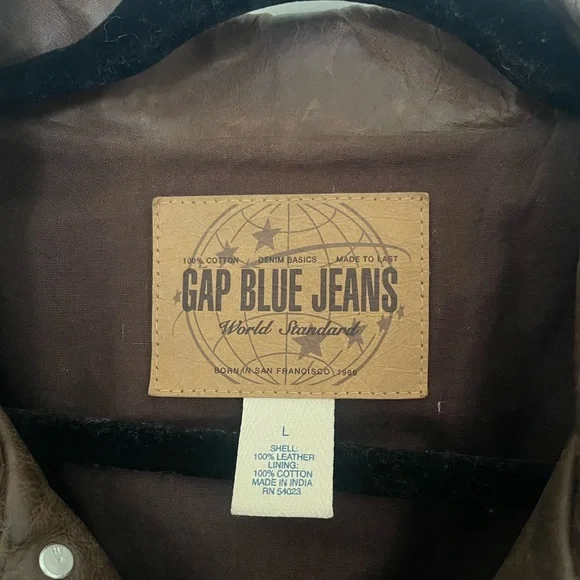 100% COTTON DENIM BASICS MADE TO LAST
GAP BLUE JEANS
World Standard
BORN IN SAN FRANCISCO 1969
L
SHELL:
100% LEATHER
LINING:
100% COTTON
MADE IN INDIA
RN 54023